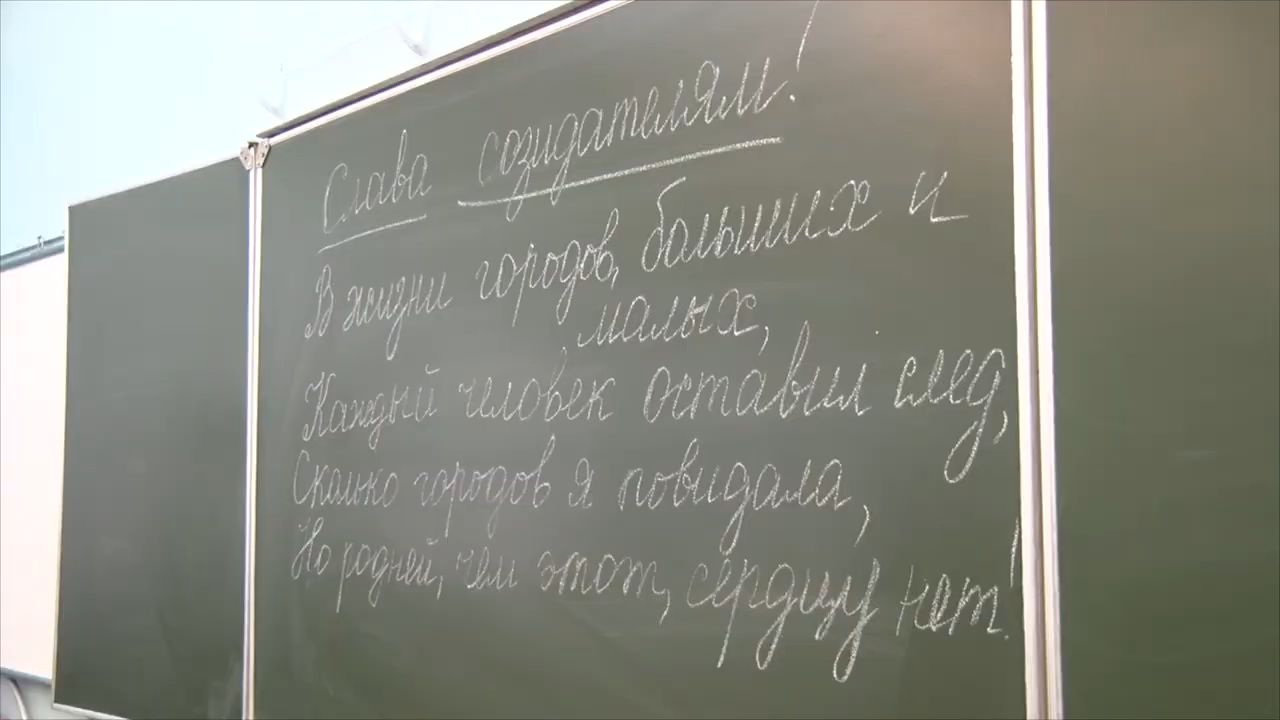 Слава созидателям!
В жизни городов, больших и
малых,
Каждый человек оставил след,
Сколько городов я повидала,
Но родней, чем этот, сердцу нет!